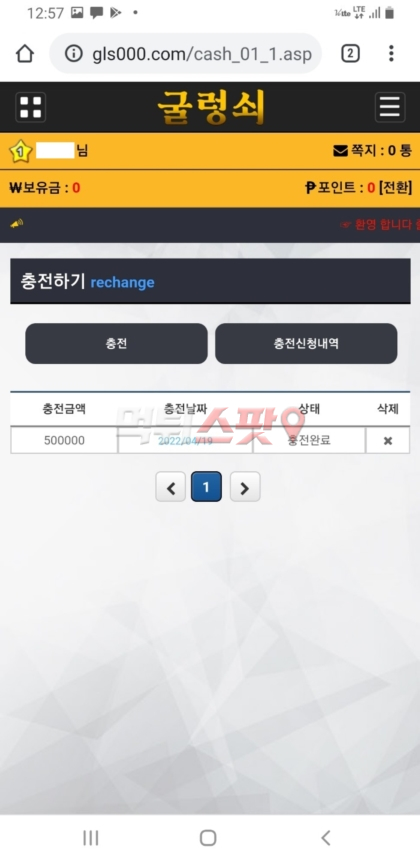 12:57
LTE
gls000.com/cash_01_1.asp
2
굴렁쇠
1 님
쪽지 : 0 통
₩보유금 : 0
포인트 : 0 [전환]
☞ 환영 합니다
충전하기 rechange
충전
충전신청내역
충전금액 충전날짜 상태 삭제
먹튀스팟
500000 2022/04/19 충전완료 ✖
1